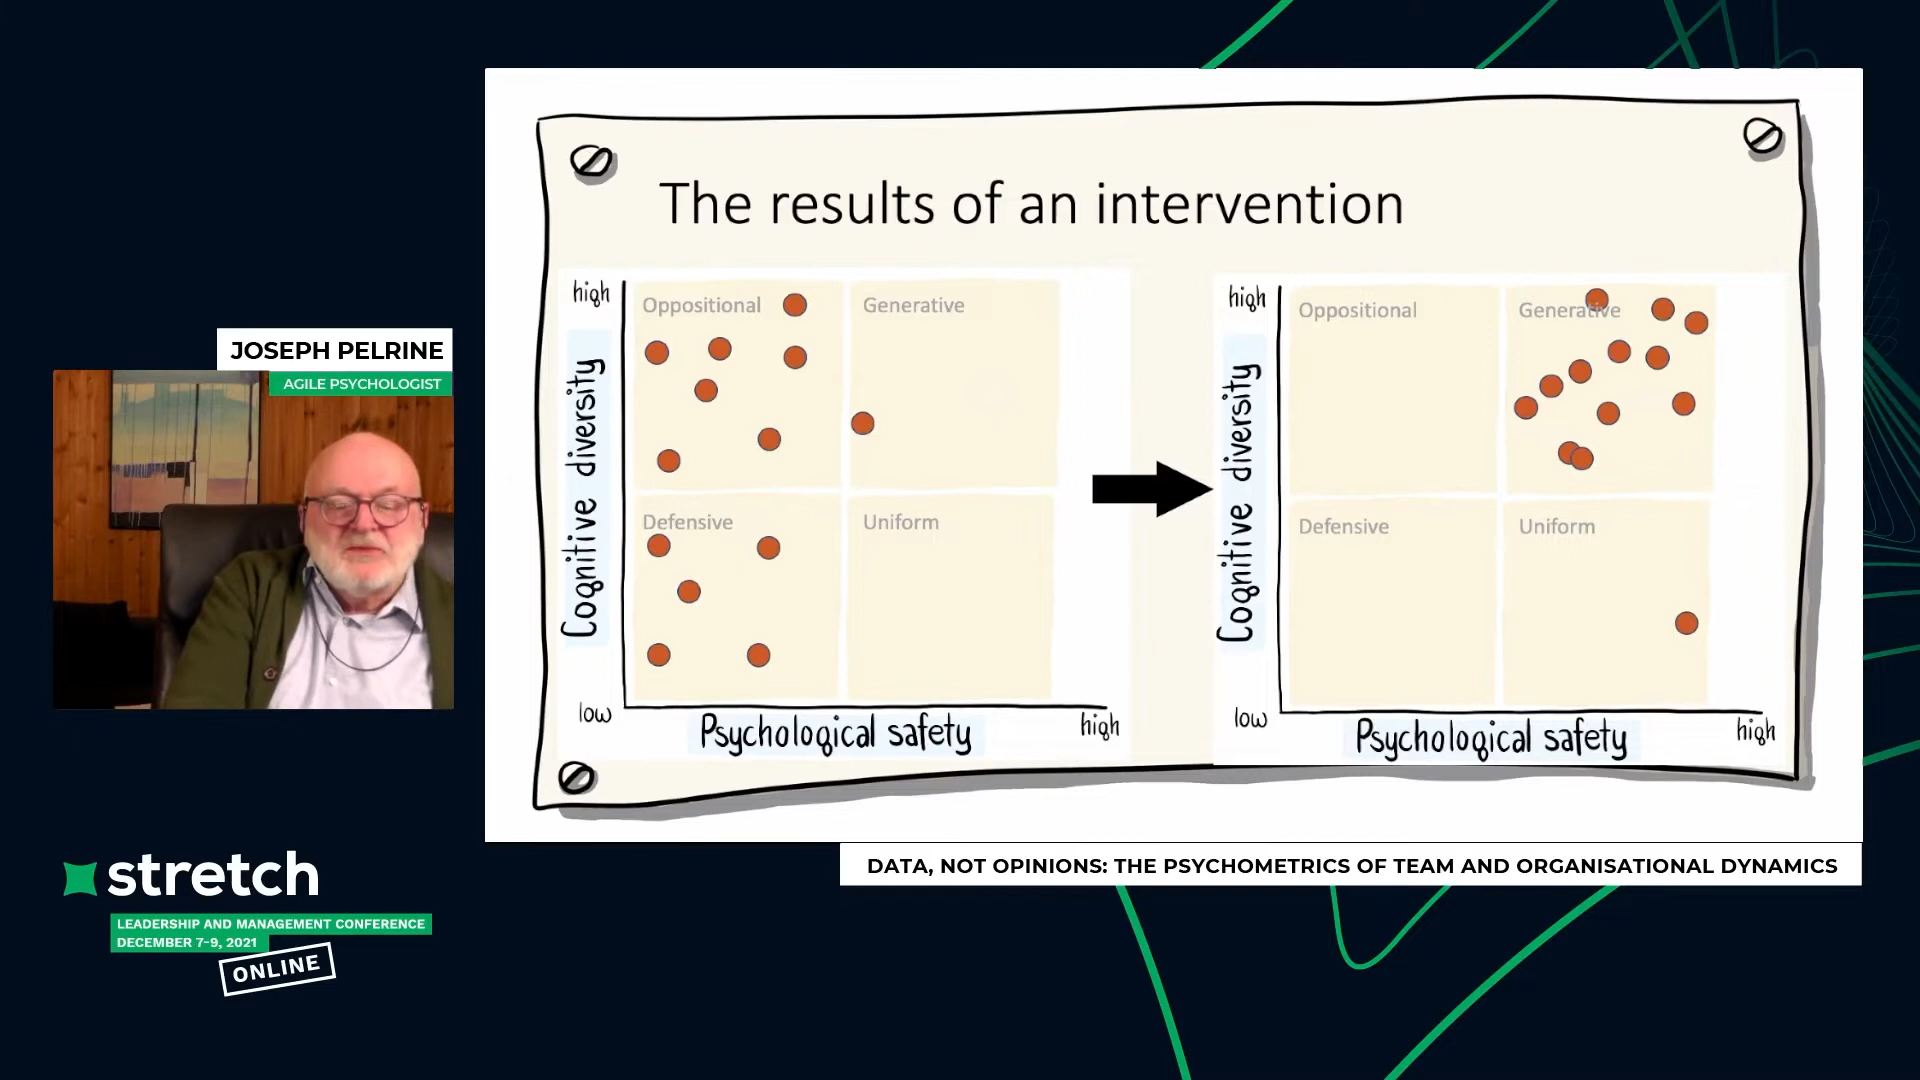 JOSEPH PELRINE
AGILE PSYCHOLOGIST
The results of an intervention
high
Oppositional
Generative
Defensive
Uniform
Cognitive diversity
low
Psychological safety
high
high
Oppositional
Generative
Defensive
Uniform
Cognitive diversity
low
Psychological safety
high
DATA, NOT OPINIONS: THE PSYCHOMETRICS OF TEAM AND ORGANISATIONAL DYNAMICS
stretch
LEADERSHIP AND MANAGEMENT CONFERENCE
DECEMBER 7-9, 2021
ONLINE